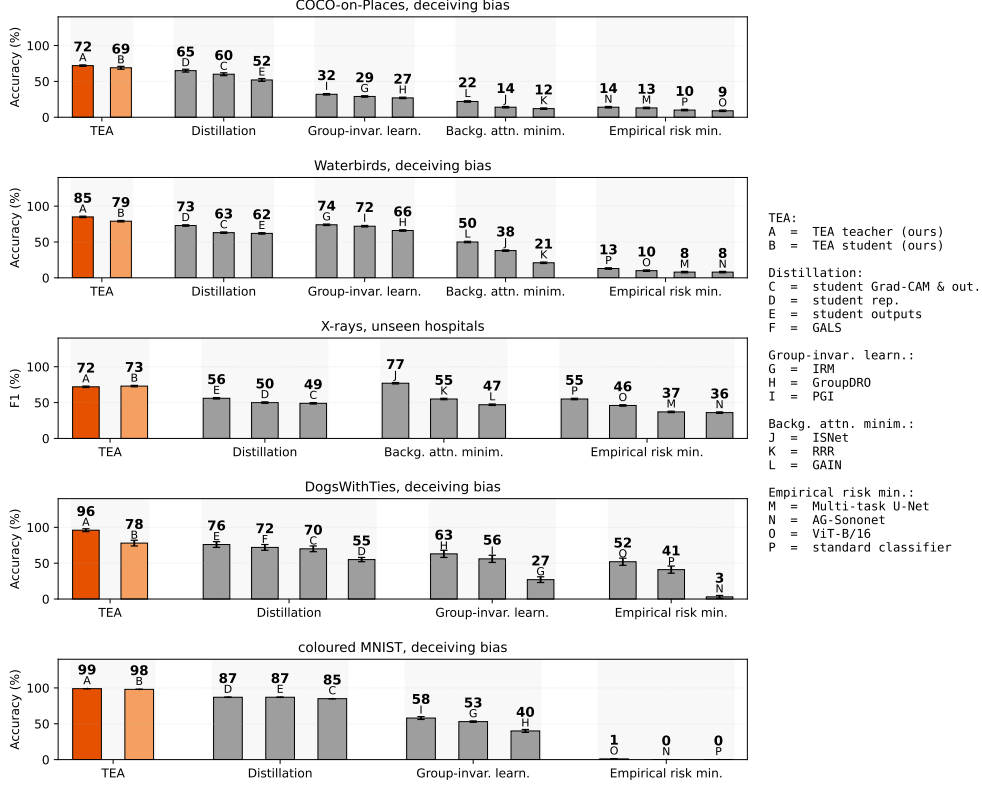 COCO-on-Places, deceiving bias
Accuracy (%)
100
50
0
72 69 65 60 52 32 29 27 22 14 12 14 13 10 9
A B D C E I G H L J K N M P O
TEA Distillation Group-invar. learn. Backg. attn. minim. Empirical risk min.
Waterbirds, deceiving bias
Accuracy (%)
100
50
0
85 79 73 63 62 74 72 66 50 38 21 13 10 8 8
A B D C E G I H L J K P O M N
TEA Distillation Group-invar. learn. Backg. attn. minim. Empirical risk min.
X-rays, unseen hospitals
F1 (%)
100
50
0
72 73 56 50 49 77 55 47 55 46 37 36
A B E D C J K L P O M N
TEA Distillation Backg. attn. minim. Empirical risk min.
DogsWithTies, deceiving bias
Accuracy (%)
100
50
0
96 78 76 72 70 55 63 56 27 52 41 3
A B E F C D H I G O P N
TEA Distillation Group-invar. learn. Empirical risk min.
coloured MNIST, deceiving bias
Accuracy (%)
100
50
0
99 98 87 87 85 58 53 40 1 0 0
A B D E C I G H O N P
TEA Distillation Group-invar. learn. Empirical risk min.
TEA:
A = TEA teacher (ours)
B = TEA student (ours)
Distillation:
C = student Grad-CAM & out.
D = student rep.
E = student outputs
F = GALS
Group-invar. learn.:
G = IRM
H = GroupDRO
I = PGI
Backg. attn. minim.:
J = ISNet
K = RRR
L = GAIN
Empirical risk min.:
M = Multi-task U-Net
N = AG-Sononet
O = ViT-B/16
P = standard classifier